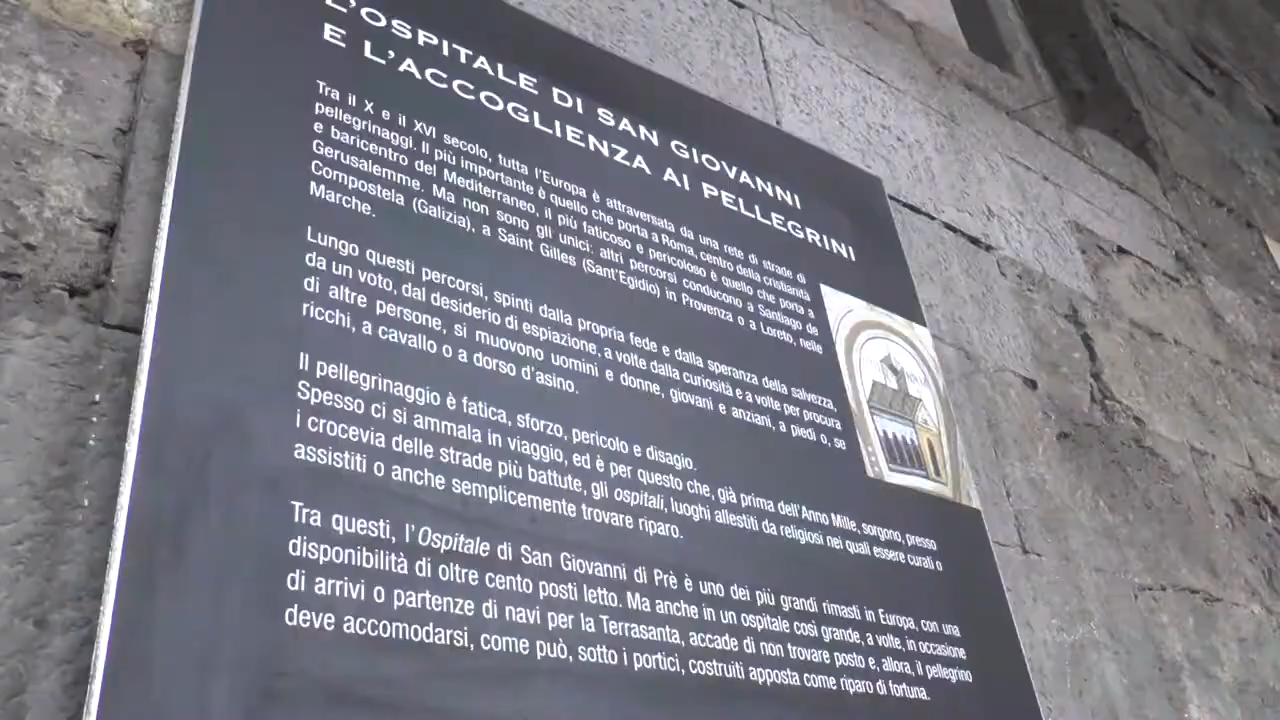 L'OSPITALE DI SAN GIOVANNI
E L'ACCOGLIENZA AI PELLEGRINI
Tra il X e il XVI secolo, tutta l'Europa è attraversata da una rete di strade di
pellegrinaggi. Il più importante è quello che porta a Roma, centro della cristianità
e baricentro del Mediterraneo, il più faticoso e pericoloso è quello che porta a
Gerusalemme. Ma non sono gli unici: altri percorsi conducono a Santiago de
Compostela (Galizia), a Saint Gilles (Sant'Egidio) in Provenza o a Loreto, nelle
Marche.
Lungo questi percorsi, spinti dalla propria fede e dalla speranza della salvezza,
da un voto, dal desiderio di espiazione, a volte dalla curiosità e a volte per procura
di altre persone, si muovono uomini e donne, giovani e anziani, a piedi o, se
ricchi, a cavallo o a dorso d'asino.
Il pellegrinaggio è fatica, sforzo, pericolo e disagio.
Spesso ci si ammala in viaggio, ed è per questo che, già prima dell'Anno Mille, sorgono, presso
i crocevia delle strade più battute, gli ospitali, luoghi allestiti da religiosi nei quali essere curati o
assistiti o anche semplicemente trovare riparo.
Tra questi, l'Ospitale di San Giovanni di Prè è uno dei più grandi rimasti in Europa, con una
disponibilità di oltre cento posti letto. Ma anche in un ospitale così grande, a volte, in occasione
di arrivi o partenze di navi per la Terrasanta, accade di non trovare posto e, allora, il pellegrino
deve accomodarsi, come può, sotto i portici, costruiti apposta come riparo di fortuna.